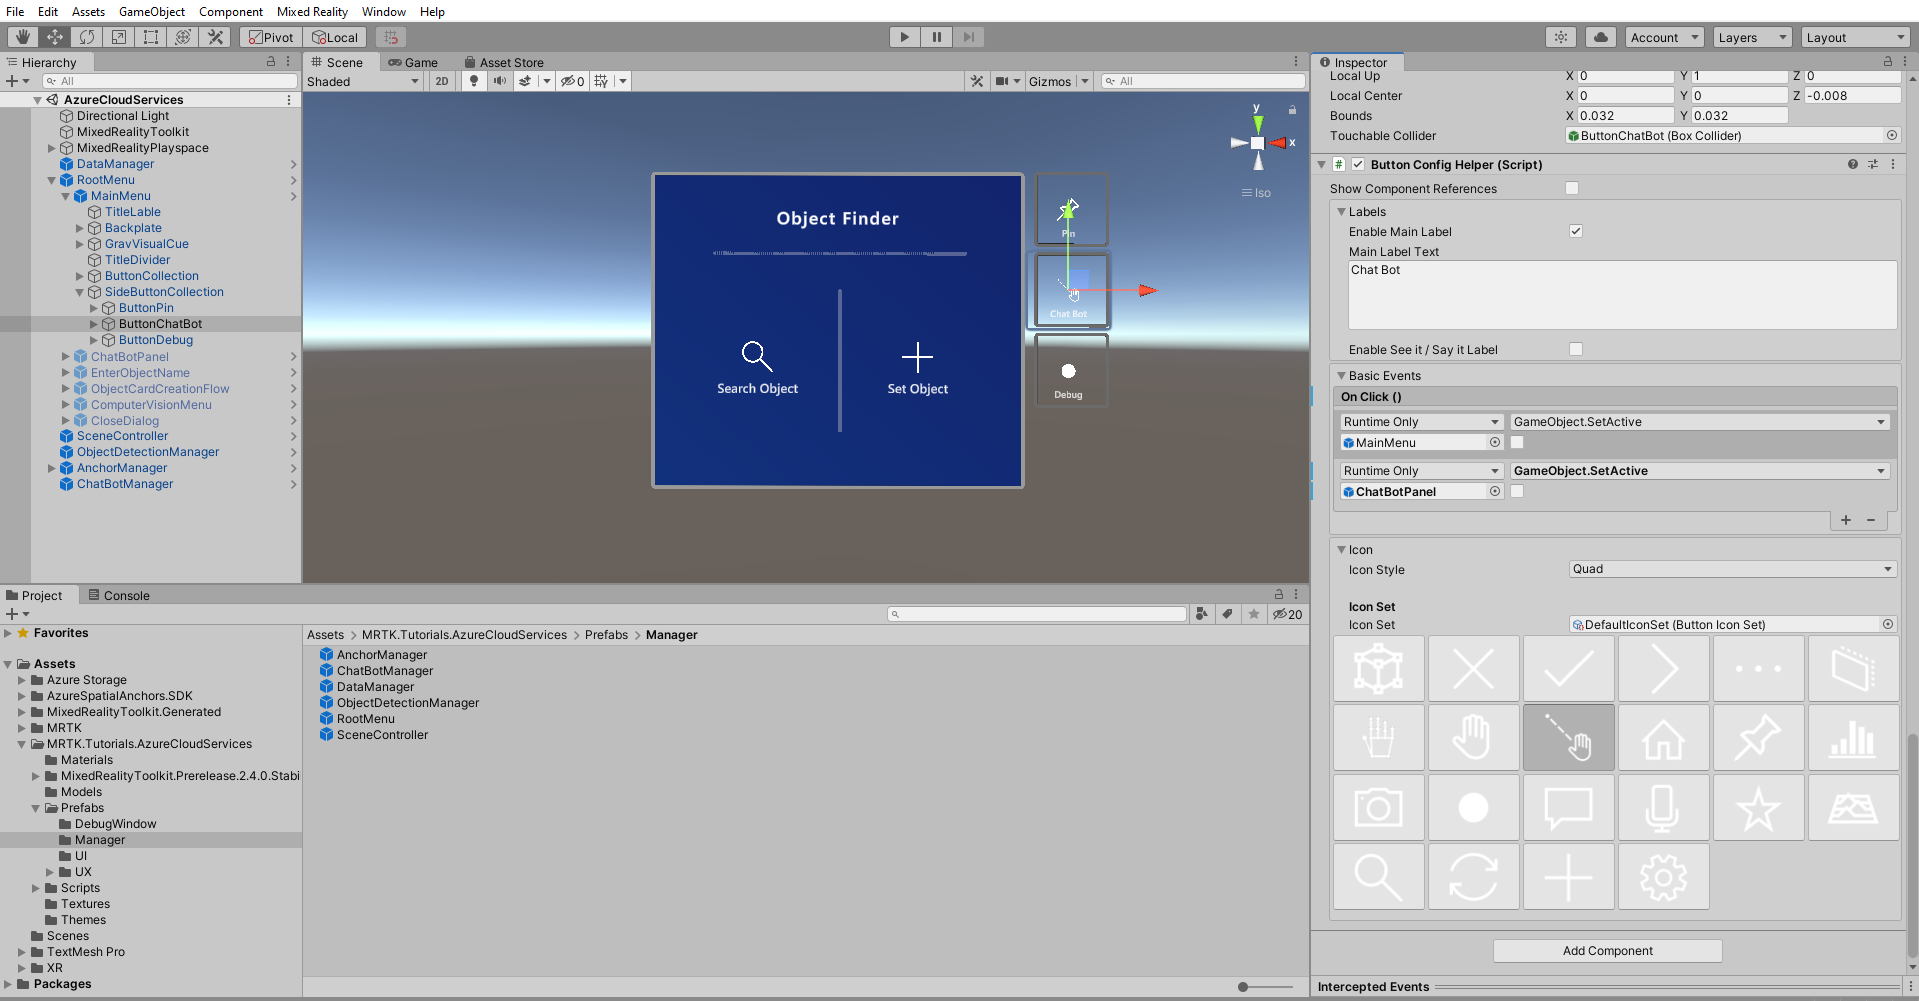 File Edit Assets GameObject Component Mixed Reality Window Help
Pivot Local
Account Layers Layout
Hierarchy
All
AzureCloudServices
Directional Light
MixedRealityToolkit
MixedRealityPlayspace
DataManager
RootMenu
MainMenu
TitleLable
Backplate
GravVisualCue
TitleDivider
ButtonCollection
SideButtonCollection
ButtonPin
ButtonChatBot
ButtonDebug
ChatBotPanel
EnterObjectName
ObjectCardCreationFlow
ComputerVisionMenu
CloseDialog
SceneController
ObjectDetectionManager
AnchorManager
ChatBotManager
Scene Game Asset Store
Shaded 2D 0 Gizmos All
y
x
Iso
Object Finder
Search Object
Set Object
Pin
Chat Bot
Debug
Project Console
20
Favorites
Assets
Azure Storage
AzureSpatialAnchors.SDK
MixedRealityToolkit.Generated
MRTK
MRTK.Tutorials.AzureCloudServices
Materials
MixedRealityToolkit.Prerelease.2.4.0.Stabi
Models
Prefabs
DebugWindow
Manager
UI
UX
Scripts
Textures
Themes
Scenes
TextMesh Pro
XR
Packages
Assets > MRTK.Tutorials.AzureCloudServices > Prefabs > Manager
AnchorManager
ChatBotManager
DataManager
ObjectDetectionManager
RootMenu
SceneController
Inspector
Local Up X 0 Y 1 Z 0
Local Center X 0 Y 0 Z -0.008
Bounds X 0.032 Y 0.032
Touchable Collider ButtonChatBot (Box Collider)
# Button Config Helper (Script)
Show Component References
Labels
Enable Main Label
Main Label Text
Chat Bot
Enable See it / Say it Label
Basic Events
On Click ()
Runtime Only GameObject.SetActive
MainMenu
Runtime Only GameObject.SetActive
ChatBotPanel
+ −
Icon
Icon Style Quad
Icon Set
Icon Set DefaultIconSet (Button Icon Set)
Add Component
Intercepted Events